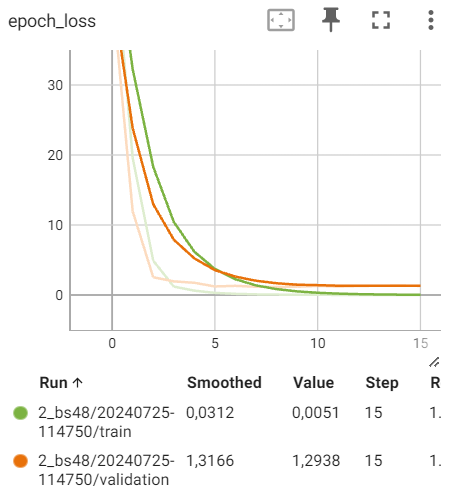 epoch_loss
30
20
10
0
0 5 10 15
Run ↑ Smoothed Value Step R
2_bs48/20240725-
114750/train 0,0312 0,0051 15 1.
2_bs48/20240725-
114750/validation 1,3166 1,2938 15 1.